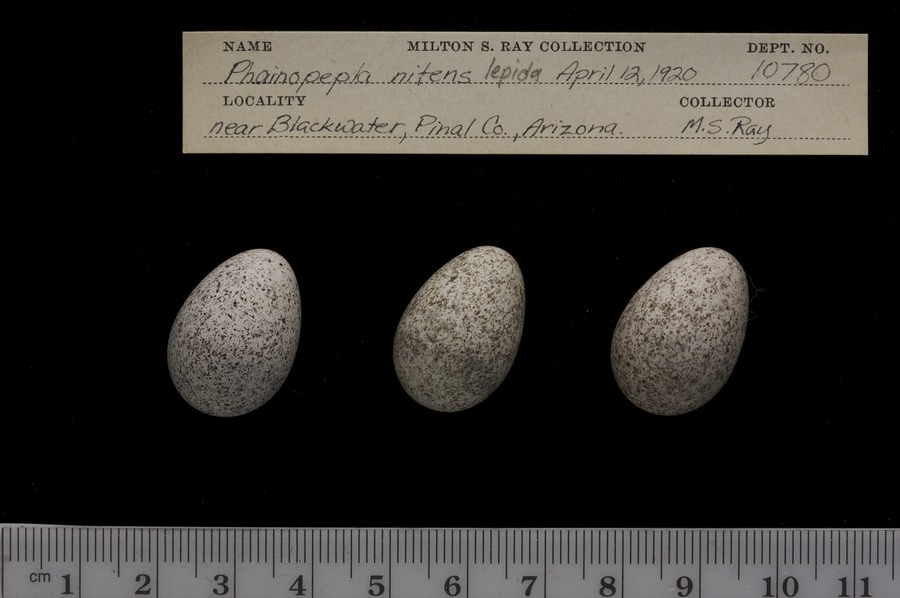 NAME MILTON S. RAY COLLECTION DEPT. NO.
Phainopepla nitens lepida April 12, 1920 10780
LOCALITY COLLECTOR
near Blackwater, Pinal Co., Arizona. M.S. Ray
cm 1 2 3 4 5 6 7 8 9 10 11